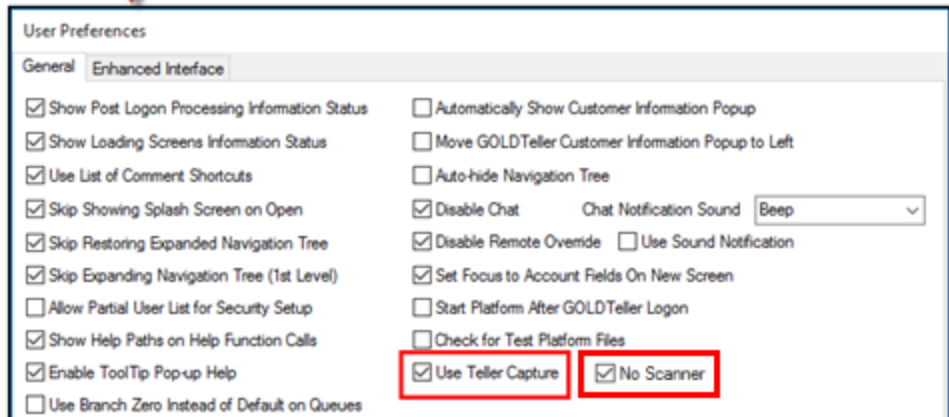 User Preferences
General Enhanced Interface
Show Post Logon Processing Information Status
Automatically Show Customer Information Popup
Show Loading Screens Information Status
Move GOLDTeller Customer Information Popup to Left
Use List of Comment Shortcuts
Auto-hide Navigation Tree
Skip Showing Splash Screen on Open
Disable Chat Chat Notification Sound Beep
Skip Restoring Expanded Navigation Tree
Disable Remote Override Use Sound Notification
Skip Expanding Navigation Tree (1st Level)
Set Focus to Account Fields On New Screen
Allow Partial User List for Security Setup
Start Platform After GOLDTeller Logon
Show Help Paths on Help Function Calls
Check for Test Platform Files
Enable ToolTip Pop-up Help
Use Teller Capture No Scanner
Use Branch Zero Instead of Default on Queues